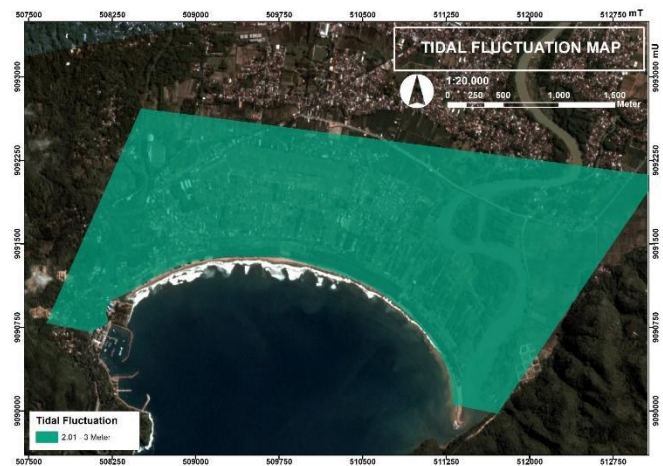 507500 508250 509000 509750 510500 511250 512000 512750 mT
TIDAL FLUCTUATION MAP
1:20.000
0 250 500 1,000 1,500
Meter
9093000 mU
9093000
9092250
9092250
9091500
9091500
9090750
9090750
9090000
9090000
Tidal Fluctuation
2.01 - 3 Meter
507500 508250 509000 509750 510500 511250 512000 512750